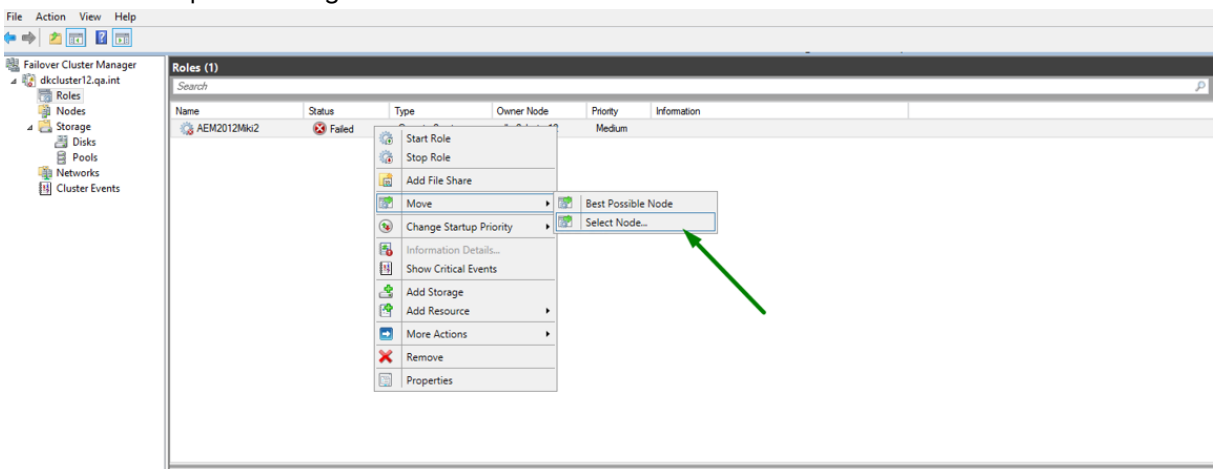 File Action View Help
Failover Cluster Manager
dkcluster12.qa.int
Roles
Nodes
Storage
Disks
Pools
Networks
Cluster Events
Roles (1)
Search
Name Status Type Owner Node Priority Information
AEM2012Miki2 Failed Medium
Start Role
Stop Role
Add File Share
Move
Change Startup Priority
Information Details...
Show Critical Events
Add Storage
Add Resource
More Actions
Remove
Properties
Best Possible Node
Select Node...